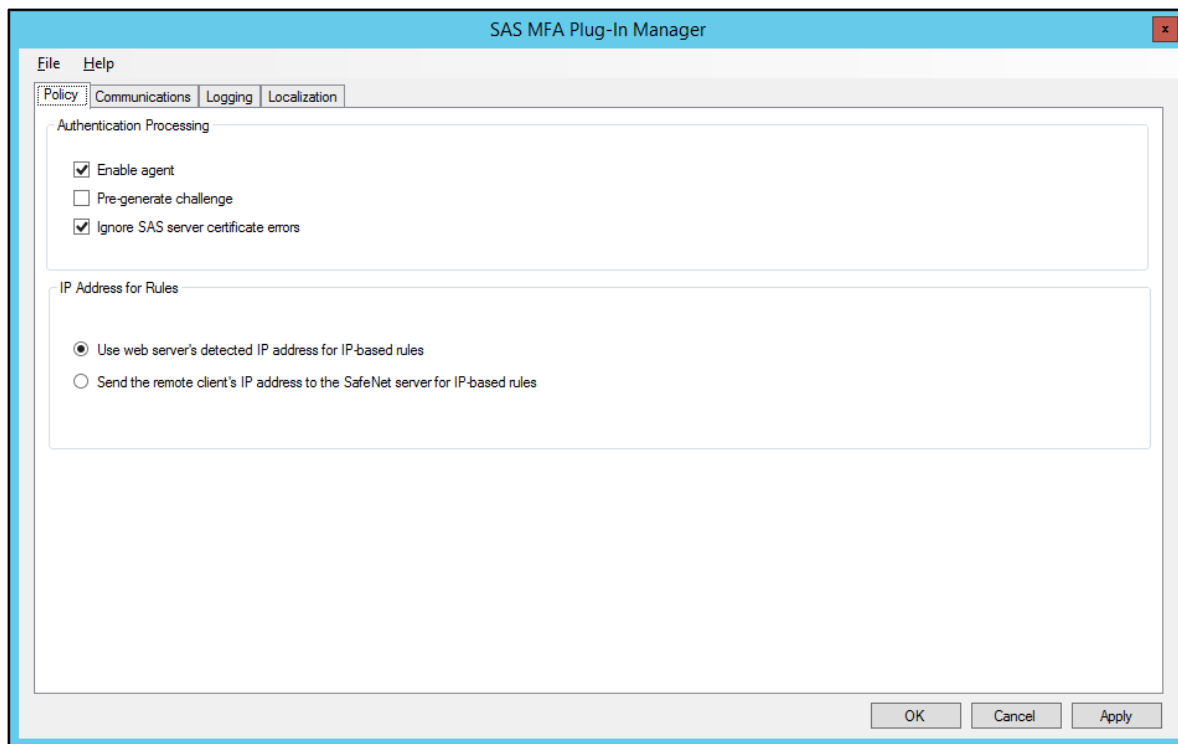 SAS MFA Plug-In Manager
x
File Help
Policy Communications Logging Localization
Authentication Processing
Enable agent
Pre-generate challenge
Ignore SAS server certificate errors
IP Address for Rules
Use web server's detected IP address for IP-based rules
Send the remote client's IP address to the SafeNet server for IP-based rules
OK Cancel Apply